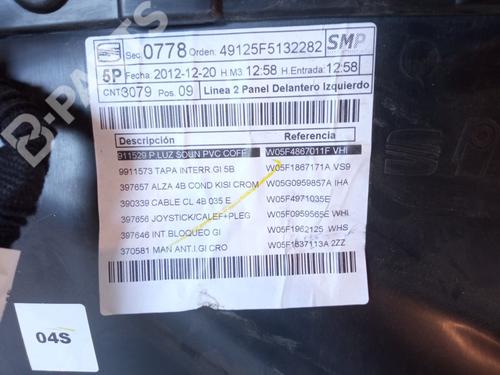 Sec. 0778 Orden: 49125F5132282 SMP
5P Fecha: 2012-12-20 H.M3 12:58 H.Entrada: 12:58
CNT 3079 Pos. 09 Linea 2 Panel Delantero Izquierdo
Descripción Referencia
911529 P.LUZ SOUN PVC COFF W05F4867011F VHI
9911573 TAPA INTERR.GI 5B W05F1867171A VS9
397657 ALZA 4B COND KISI CROM W05G0959857A IHA
390339 CABLE CL 4B 035 E W05F4971035E
397656 JOYSTICK/CALEF+PLEG W05F0959565E WHI
397646 INT BLOQUEO GI W05F1962125 WHS
370581 MAN ANT.I.GI CRO W05F1837113A 2ZZ
04S
B-PARTS